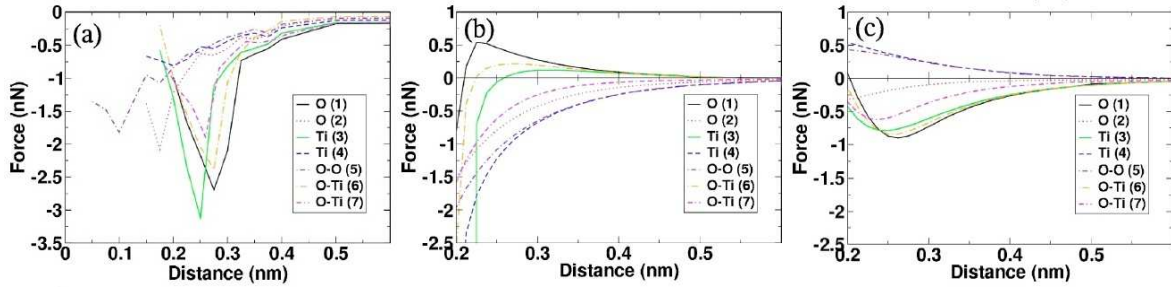 (a)
0
-0.5
-1
-1.5
-2
-2.5
-3
-3.5
Force (nN)
0 0.1 0.2 0.3 0.4 0.5
Distance (nm)
O (1)
O (2)
Ti (3)
Ti (4)
O-O (5)
O-Ti (6)
O-Ti (7)
(b)
1
0.5
0
-0.5
-1
-1.5
-2
-2.5
Force (nN)
0.2 0.3 0.4 0.5
Distance (nm)
O (1)
O (2)
Ti (3)
Ti (4)
O-O (5)
O-Ti (6)
O-Ti (7)
(c)
1
0.5
0
-0.5
-1
-1.5
-2
-2.5
Force (nN)
0.2 0.3 0.4 0.5
Distance (nm)
O (1)
O (2)
Ti (3)
Ti (4)
O-O (5)
O-Ti (6)
O-Ti (7)